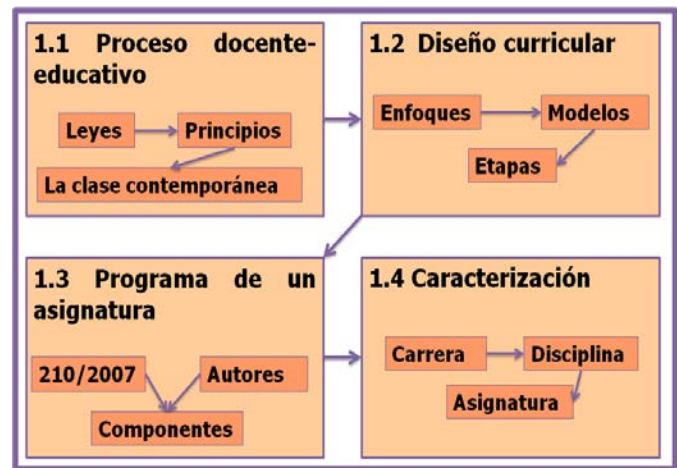 1.1 Proceso docente-
educativo
Leyes
Principios
La clase contemporánea
1.2 Diseño curricular
Enfoques
Modelos
Etapas
1.3 Programa de un
asignatura
210/2007
Autores
Componentes
1.4 Caracterización
Carrera
Disciplina
Asignatura